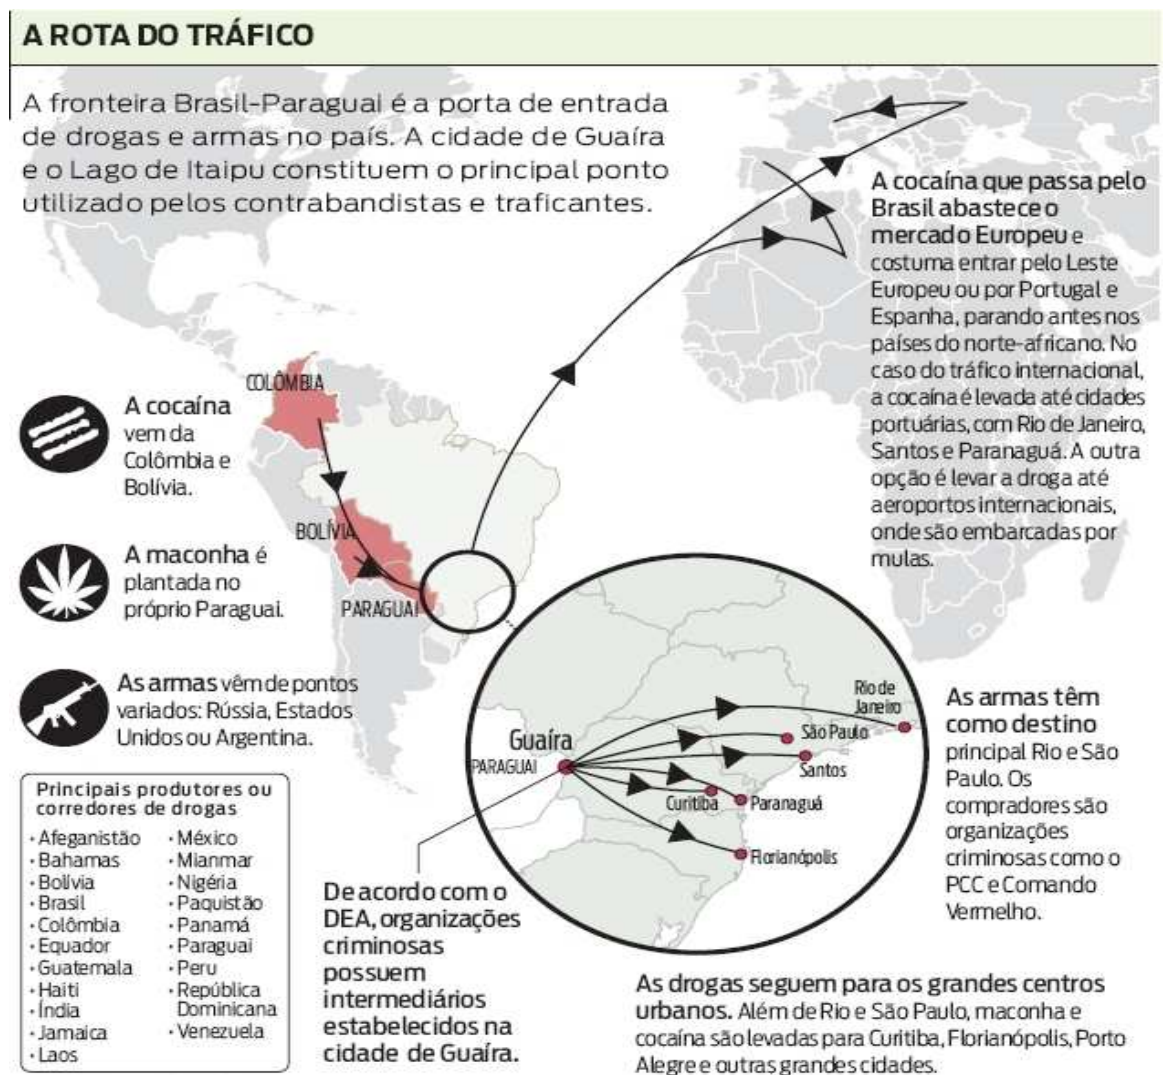 A ROTA DO TRÁFICO
A fronteira Brasil-Paraguai é a porta de entrada
de drogas e armas no país. A cidade de Guaíra
e o Lago de Itaipu constituem o principal ponto
utilizado pelos contrabandistas e traficantes.
A cocaína que passa pelo
Brasil abastece o
mercado Europeu e
costuma entrar pelo Leste
Europeu ou por Portugal e
Espanha, parando antes nos
países do norte-africano. No
caso do tráfico internacional,
a cocaína é levada até cidades
portuárias, com Rio de Janeiro,
Santos e Paranaguá. A outra
opção é levar a droga até
aeroportos internacionais,
onde são embarcadas por
mulas.
COLÔMBIA
BOLÍVIA
PARAGUAI
A cocaína
vem da
Colômbia e
Bolívia.
A maconha é
plantada no
próprio Paraguai.
As armas vêm de pontos
variados: Rússia, Estados
Unidos ou Argentina.
Guaíra
PARAGUAI
Rio de
Janeiro
São Paulo
Santos
Curitiba
Paranaguá
Florianópolis
As armas têm
como destino
principal Rio e São
Paulo. Os
compradores são
organizações
criminosas como o
PCC e Comando
Vermelho.
Principais produtores ou
corredores de drogas
· Afeganistão
· Bahamas
· Bolívia
· Brasil
· Colômbia
· Equador
· Guatemala
· Haiti
· Índia
· Jamaica
· Laos
· México
· Mianmar
· Nigéria
· Paquistão
· Panamá
· Paraguai
· Peru
· República
Dominicana
· Venezuela
De acordo com o
DEA, organizações
criminosas
possuem
intermediários
estabelecidos na
cidade de Guaíra.
As drogas seguem para os grandes centros
urbanos. Além de Rio e São Paulo, maconha e
cocaína são levadas para Curitiba, Florianópolis, Porto
Alegre e outras grandes cidades.